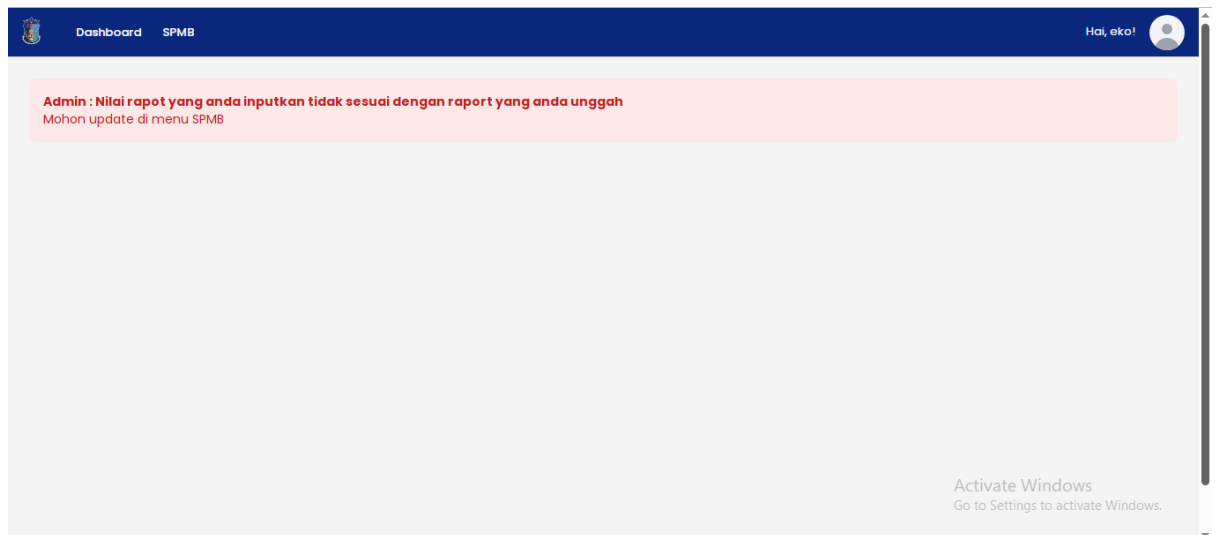 Dashboard SPMB Hai, eko!
Admin : Nilai rapot yang anda inputkan tidak sesuai dengan raport yang anda unggah
Mohon update di menu SPMB
Activate Windows
Go to Settings to activate Windows.